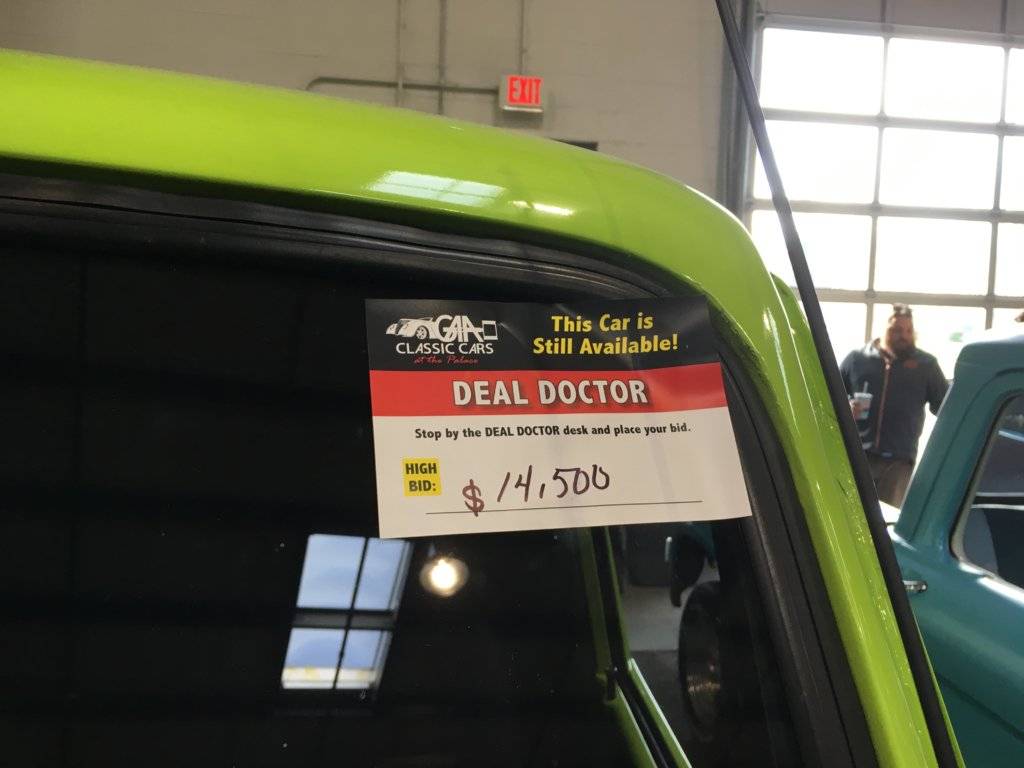 EXIT
GAA
CLASSIC CARS
at the Palace
This Car is
Still Available!
DEAL DOCTOR
Stop by the DEAL DOCTOR desk and place your bid.
HIGH
BID:
$ 14,500